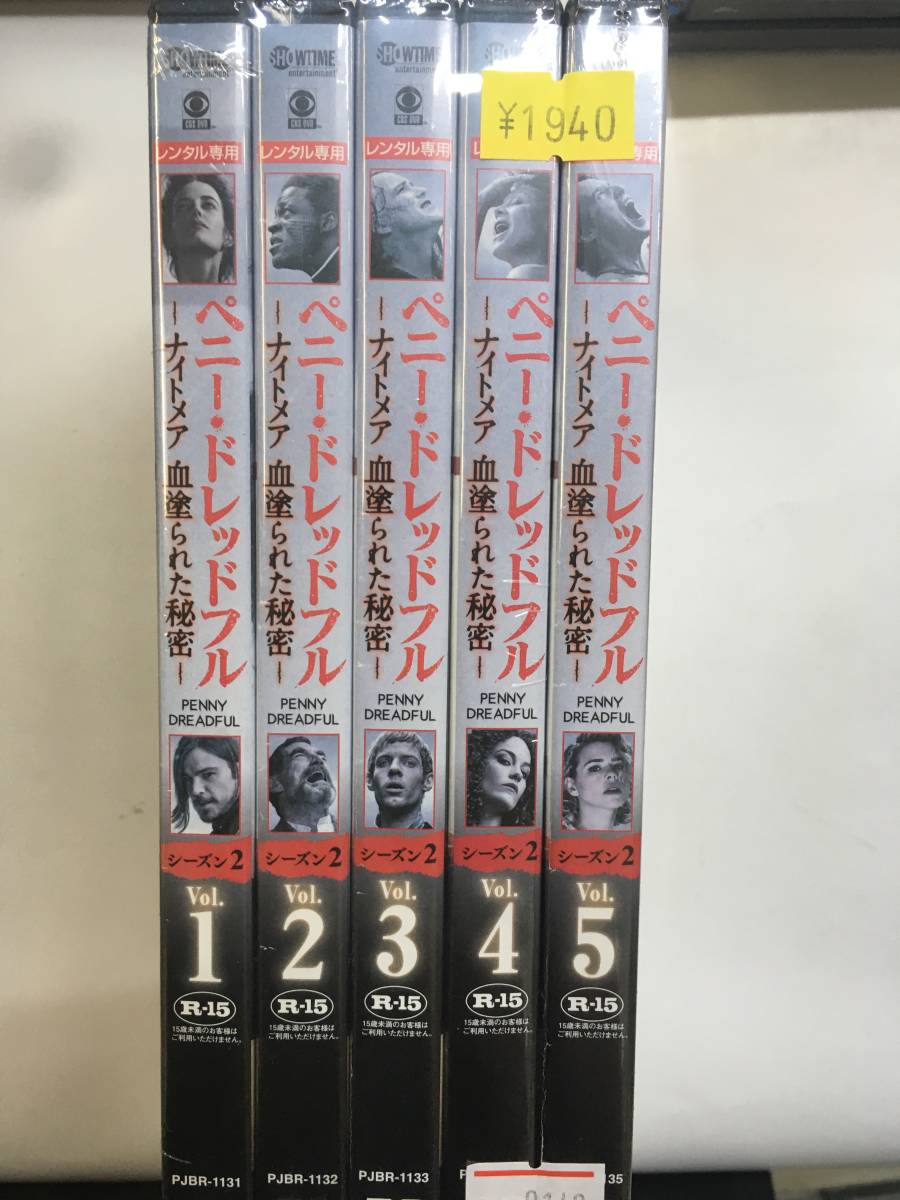 SHOWTIME
entertainment
CBS DVD
レンタル専用
ペニー・ドレッドフル
ーナイトメア 血塗られた秘密ー
PENNY
DREADFUL
シーズン2
Vol.
1
R-15
15歳未満のお客様は
ご利用いただけません。
PJBR-1131
SHOWTIME
entertainment
CBS DVD
レンタル専用
ペニー・ドレッドフル
ーナイトメア 血塗られた秘密ー
PENNY
DREADFUL
シーズン2
Vol.
2
R-15
15歳未満のお客様は
ご利用いただけません。
PJBR-1132
SHOWTIME
entertainment
CBS DVD
レンタル専用
ペニー・ドレッドフル
ーナイトメア 血塗られた秘密ー
PENNY
DREADFUL
シーズン2
Vol.
3
R-15
15歳未満のお客様は
ご利用いただけません。
PJBR-1133
SHOWTIME
¥1940
ペニー・ドレッドフル
ーナイトメア 血塗られた秘密ー
PENNY
DREADFUL
シーズン2
Vol.
4
R-15
15歳未満のお客様は
ご利用いただけません。
専用
ペニー・ドレッドフル
ーナイトメア 血塗られた秘密ー
PENNY
DREADFUL
シーズン2
Vol.
5
R-15
15歳未満のお客様は
ご利用いただけません。
135